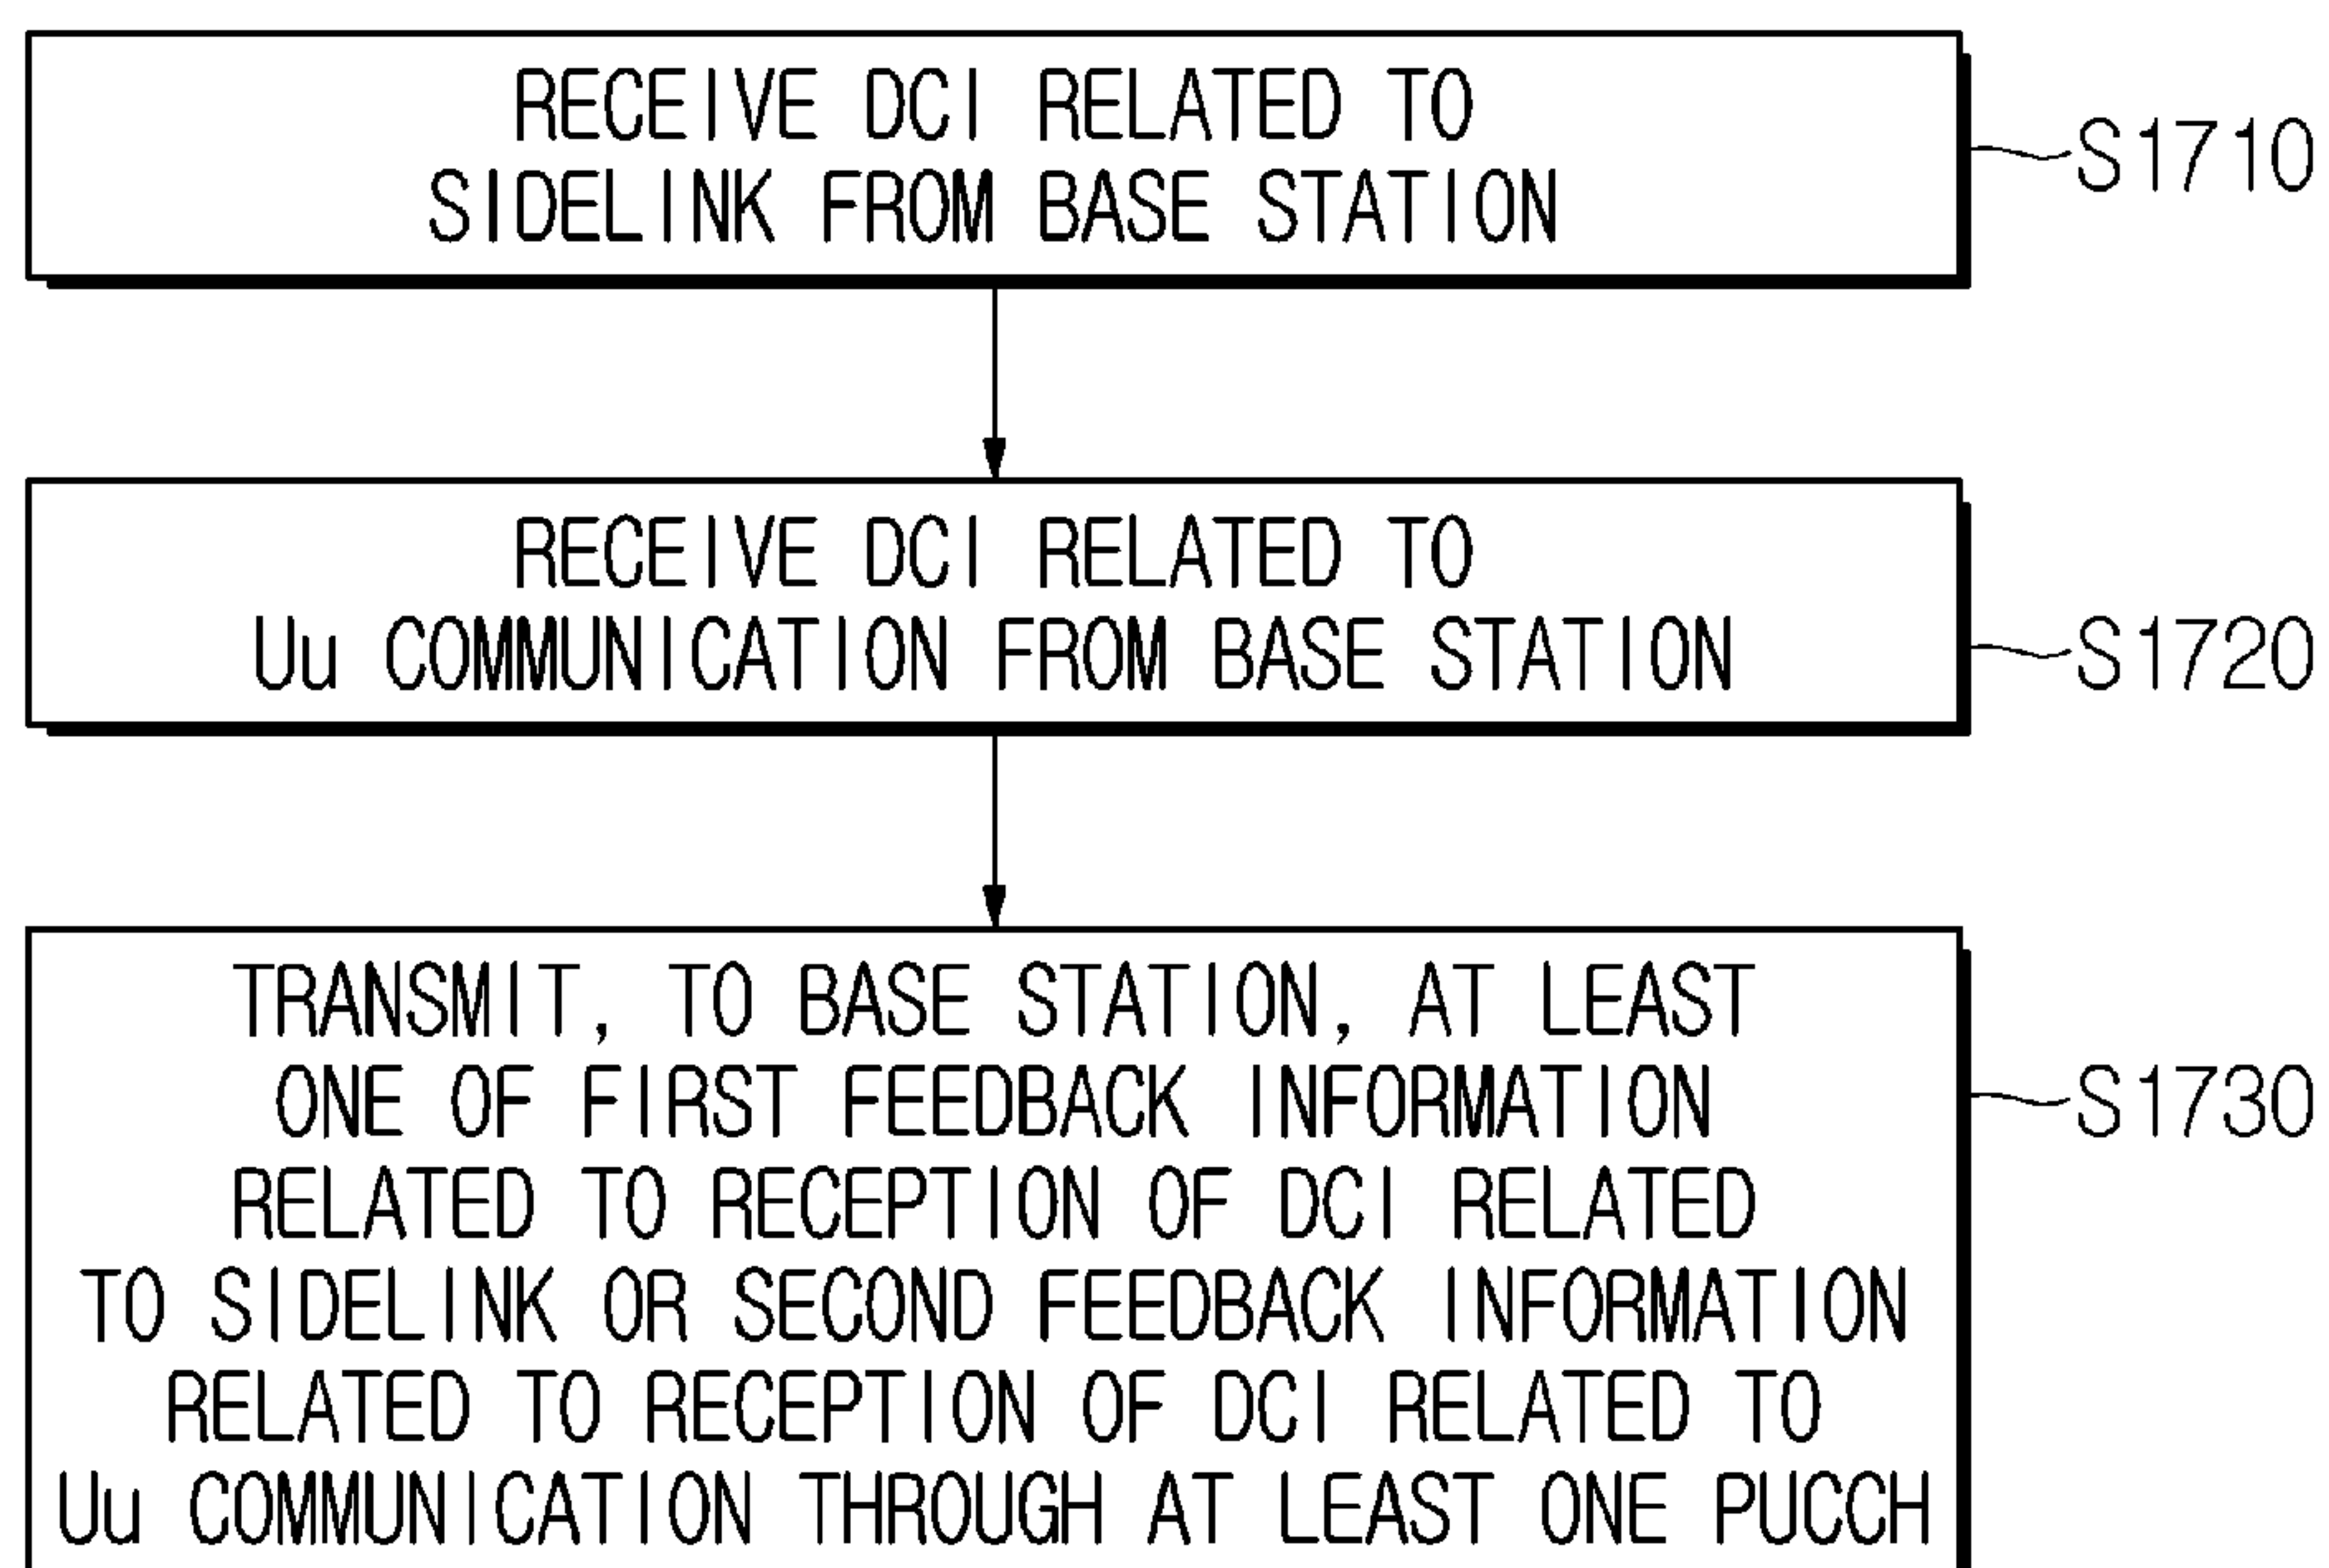 RECEIVE DCI RELATED TO
SIDELINK FROM BASE STATION
S1710
RECEIVE DCI RELATED TO
Uu COMMUNICATION FROM BASE STATION
S1720
TRANSMIT, TO BASE STATION, AT LEAST
ONE OF FIRST FEEDBACK INFORMATION
RELATED TO RECEPTION OF DCI RELATED
TO SIDELINK OR SECOND FEEDBACK INFORMATION
RELATED TO RECEPTION OF DCI RELATED TO
Uu COMMUNICATION THROUGH AT LEAST ONE PUCCH
S1730